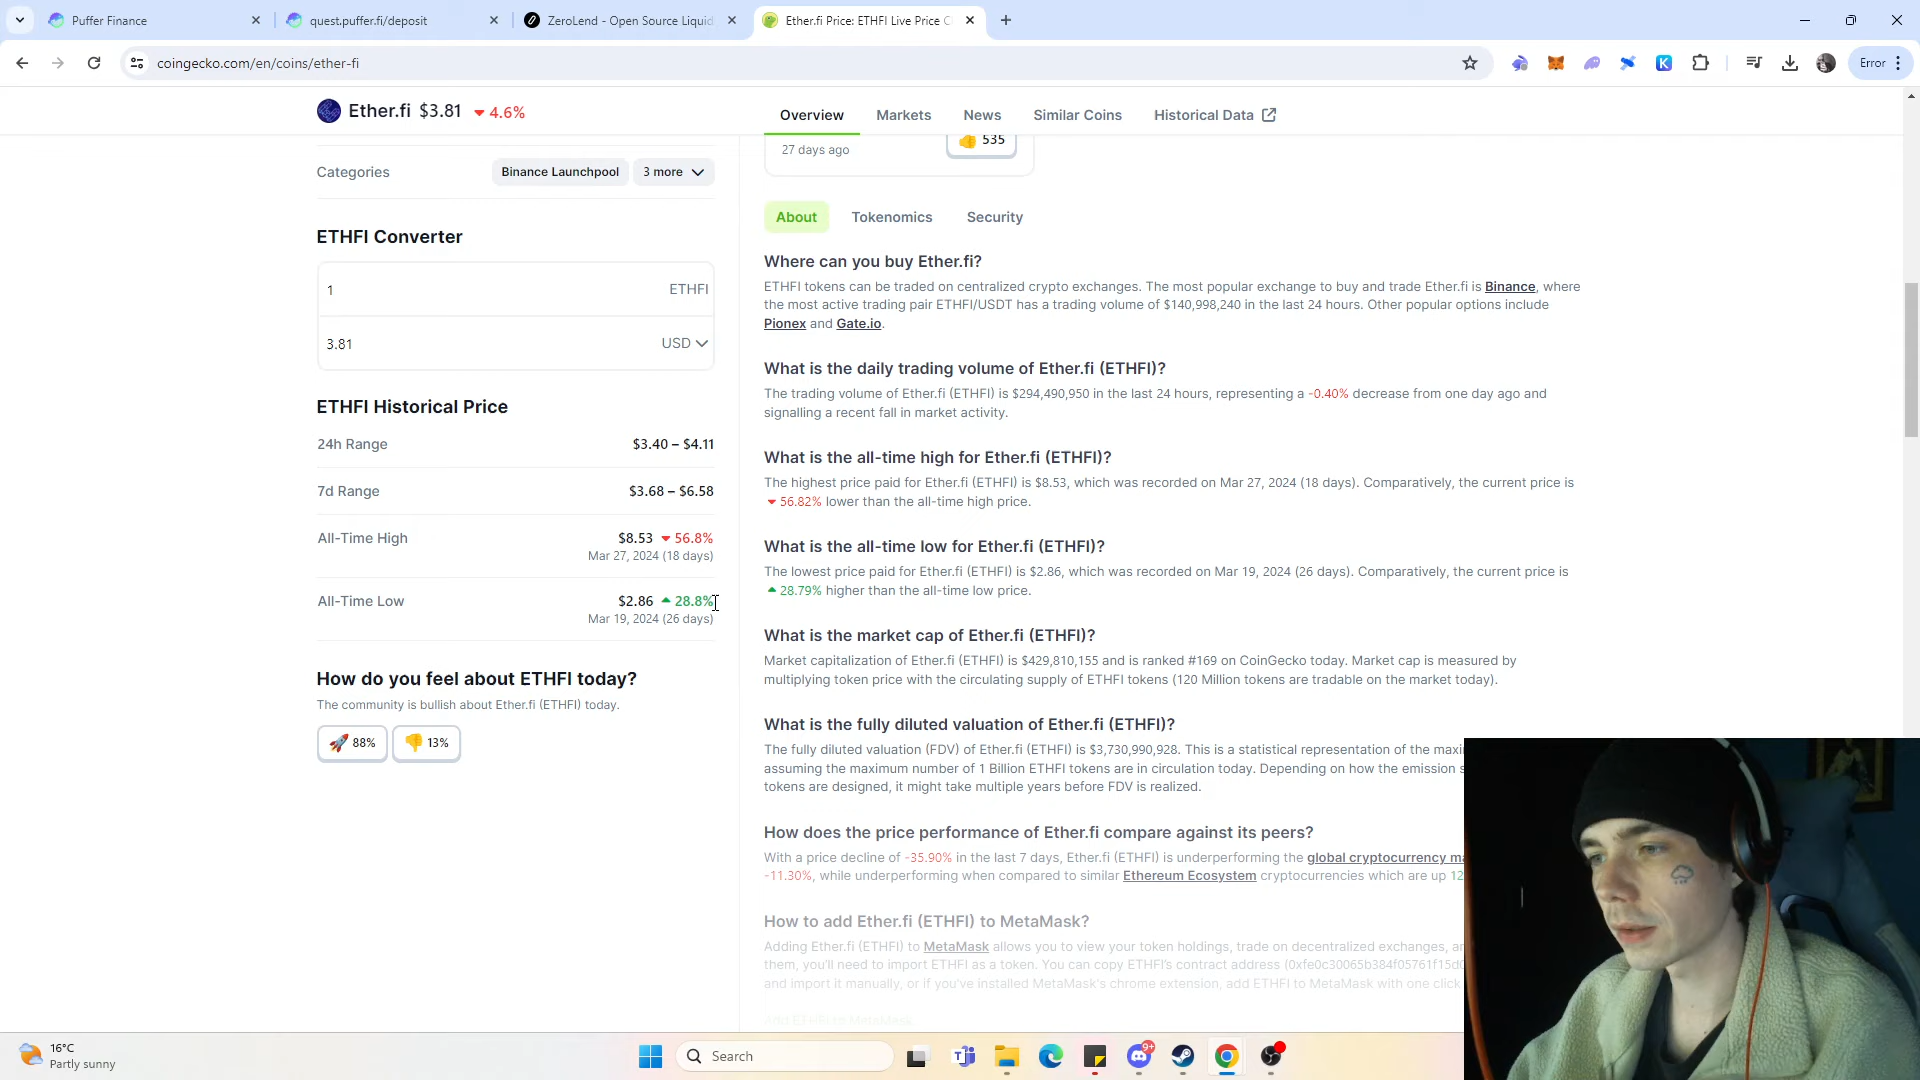 Puffer Finance
quest.puffer.fi/deposit
ZeroLend - Open Source Liquid
Ether.fi Price: ETHFI Live Price C
coingecko.com/en/coins/ether-fi
Error
Ether.fi $3.81 4.6%
Overview
Markets
News
Similar Coins
Historical Data
27 days ago
535
Categories
Binance Launchpool
3 more
ETHFI Converter
1 ETHFI
3.81 USD
ETHFI Historical Price
24h Range $3.40 – $4.11
7d Range $3.68 – $6.58
All-Time High $8.53 56.8%
Mar 27, 2024 (18 days)
All-Time Low $2.86 28.8%
Mar 19, 2024 (26 days)
How do you feel about ETHFI today?
The community is bullish about Ether.fi (ETHFI) today.
88%
13%
About
Tokenomics
Security
Where can you buy Ether.fi?
ETHFI tokens can be traded on centralized crypto exchanges. The most popular exchange to buy and trade Ether.fi is Binance, where
the most active trading pair ETHFI/USDT has a trading volume of $140,998,240 in the last 24 hours. Other popular options include
Pionex and Gate.io.
What is the daily trading volume of Ether.fi (ETHFI)?
The trading volume of Ether.fi (ETHFI) is $294,490,950 in the last 24 hours, representing a -0.40% decrease from one day ago and
signalling a recent fall in market activity.
What is the all-time high for Ether.fi (ETHFI)?
The highest price paid for Ether.fi (ETHFI) is $8.53, which was recorded on Mar 27, 2024 (18 days). Comparatively, the current price is
56.82% lower than the all-time high price.
What is the all-time low for Ether.fi (ETHFI)?
The lowest price paid for Ether.fi (ETHFI) is $2.86, which was recorded on Mar 19, 2024 (26 days). Comparatively, the current price is
28.79% higher than the all-time low price.
What is the market cap of Ether.fi (ETHFI)?
Market capitalization of Ether.fi (ETHFI) is $429,810,155 and is ranked #169 on CoinGecko today. Market cap is measured by
multiplying token price with the circulating supply of ETHFI tokens (120 Million tokens are tradable on the market today).
What is the fully diluted valuation of Ether.fi (ETHFI)?
The fully diluted valuation (FDV) of Ether.fi (ETHFI) is $3,730,990,928. This is a statistical representation of the maxi
assuming the maximum number of 1 Billion ETHFI tokens are in circulation today. Depending on how the emission s
tokens are designed, it might take multiple years before FDV is realized.
How does the price performance of Ether.fi compare against its peers?
With a price decline of -35.90% in the last 7 days, Ether.fi (ETHFI) is underperforming the global cryptocurrency ma
-11.30%, while underperforming when compared to similar Ethereum Ecosystem cryptocurrencies which are up 12
How to add Ether.fi (ETHFI) to MetaMask?
Adding Ether.fi (ETHFI) to MetaMask allows you to view your token holdings, trade on decentralized exchanges, a
them, you'll need to import ETHFI as a token. You can copy ETHFI's contract address (0xfe0c30065b384f05761f15d0
and import it manually, or if you've installed MetaMask's chrome extension, add ETHFI to MetaMask with one click
Add ETHFI to MetaMask
16°C
Partly sunny
Search
9+